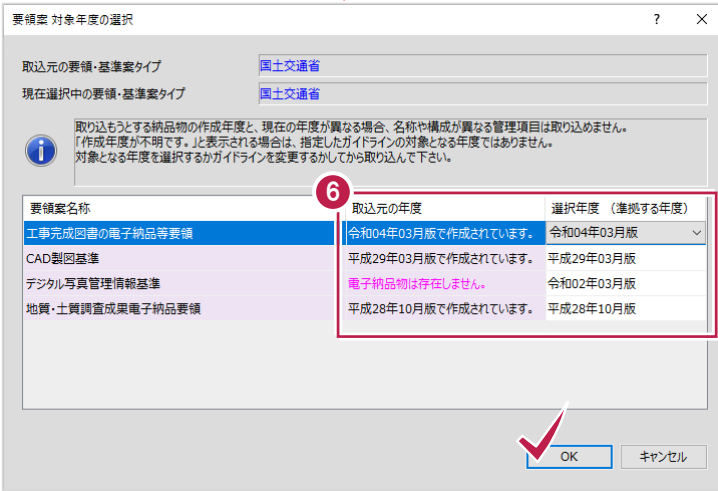 要領案 対象年度の選択
取込元の要領・基準案タイプ 国土交通省
現在選択中の要領・基準案タイプ 国土交通省
取り込もうとする納品物の作成年度と、現在の年度が異なる場合、名称や構成が異なる管理項目は取り込めません。
「作成年度が不明です。」と表示される場合は、指定したガイドラインの対象となる年度ではありません。
対象となる年度を選択するかガイドラインを変更するかしてから取り込んで下さい。
6
要領案名称 取込元の年度 選択年度 （準拠する年度）
工事完成図書の電子納品等要領 令和04年03月版で作成されています。 令和04年03月版
CAD製図基準 平成29年03月版で作成されています。 平成29年03月版
デジタル写真管理情報基準 電子納品物は存在しません。 令和02年03月版
地質・土質調査成果電子納品要領 平成28年10月版で作成されています。 平成28年10月版
OK キャンセル